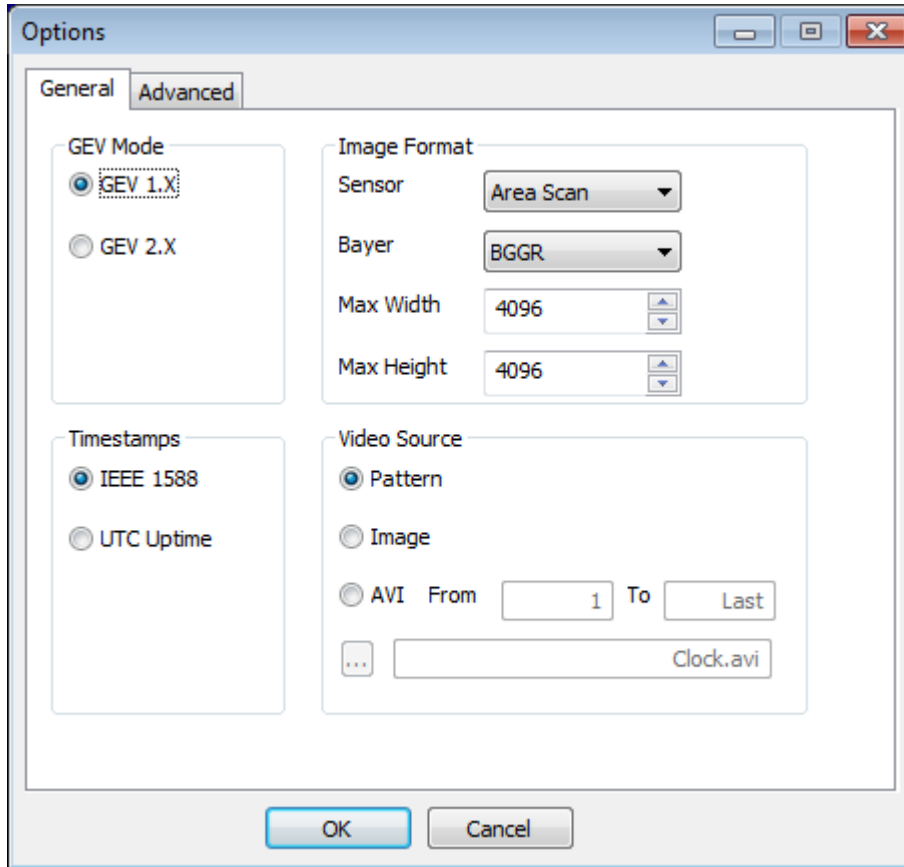 Options
General Advanced
GEV Mode
GEV 1.X
GEV 2.X
Image Format
Sensor Area Scan
Bayer BGGR
Max Width 4096
Max Height 4096
Timestamps
IEEE 1588
UTC Uptime
Video Source
Pattern
Image
AVI From 1 To Last
... Clock.avi
OK Cancel